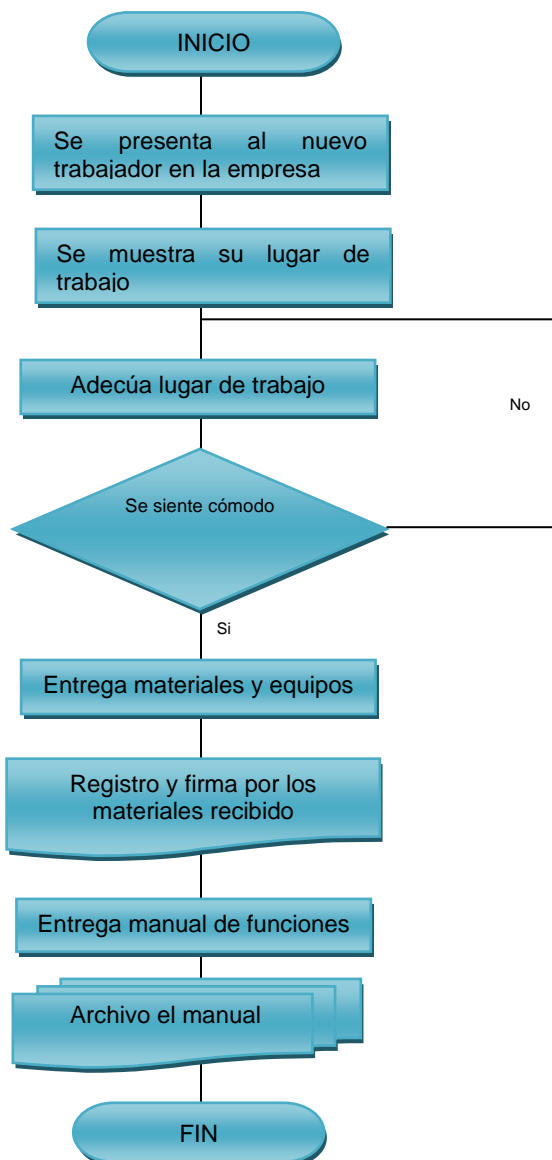 INICIO
Se presenta al nuevo
trabajador en la empresa
Se muestra su lugar de
trabajo
Adecúa lugar de trabajo
No
Se siente cómodo
Si
Entrega materiales y equipos
Registro y firma por los
materiales recibido
Entrega manual de funciones
Archivo el manual
FIN